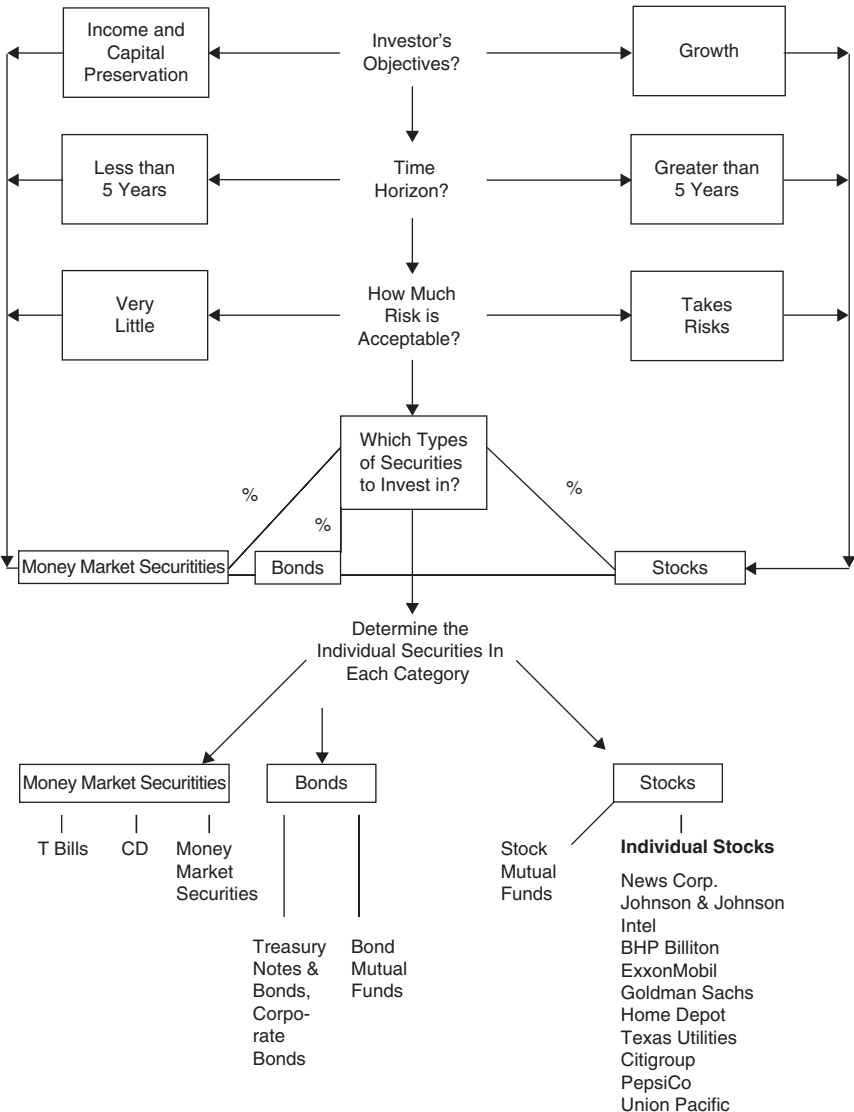 Income and
Capital
Preservation
Investor's
Objectives?
Growth
Less than
5 Years
Time
Horizon?
Greater than
5 Years
Very
Little
How Much
Risk is
Acceptable?
Takes
Risks
Which Types
of Securities
to Invest in?
%
%
%
Money Market Securitities
Bonds
Stocks
Determine the
Individual Securities In
Each Category
Money Market Securitities
Bonds
Stocks
T Bills
CD
Money
Market
Securities
Treasury
Notes &
Bonds,
Corpo-
rate
Bonds
Bond
Mutual
Funds
Stock
Mutual
Funds
Individual Stocks
News Corp.
Johnson & Johnson
Intel
BHP Billiton
ExxonMobil
Goldman Sachs
Home Depot
Texas Utilities
Citigroup
PepsiCo
Union Pacific